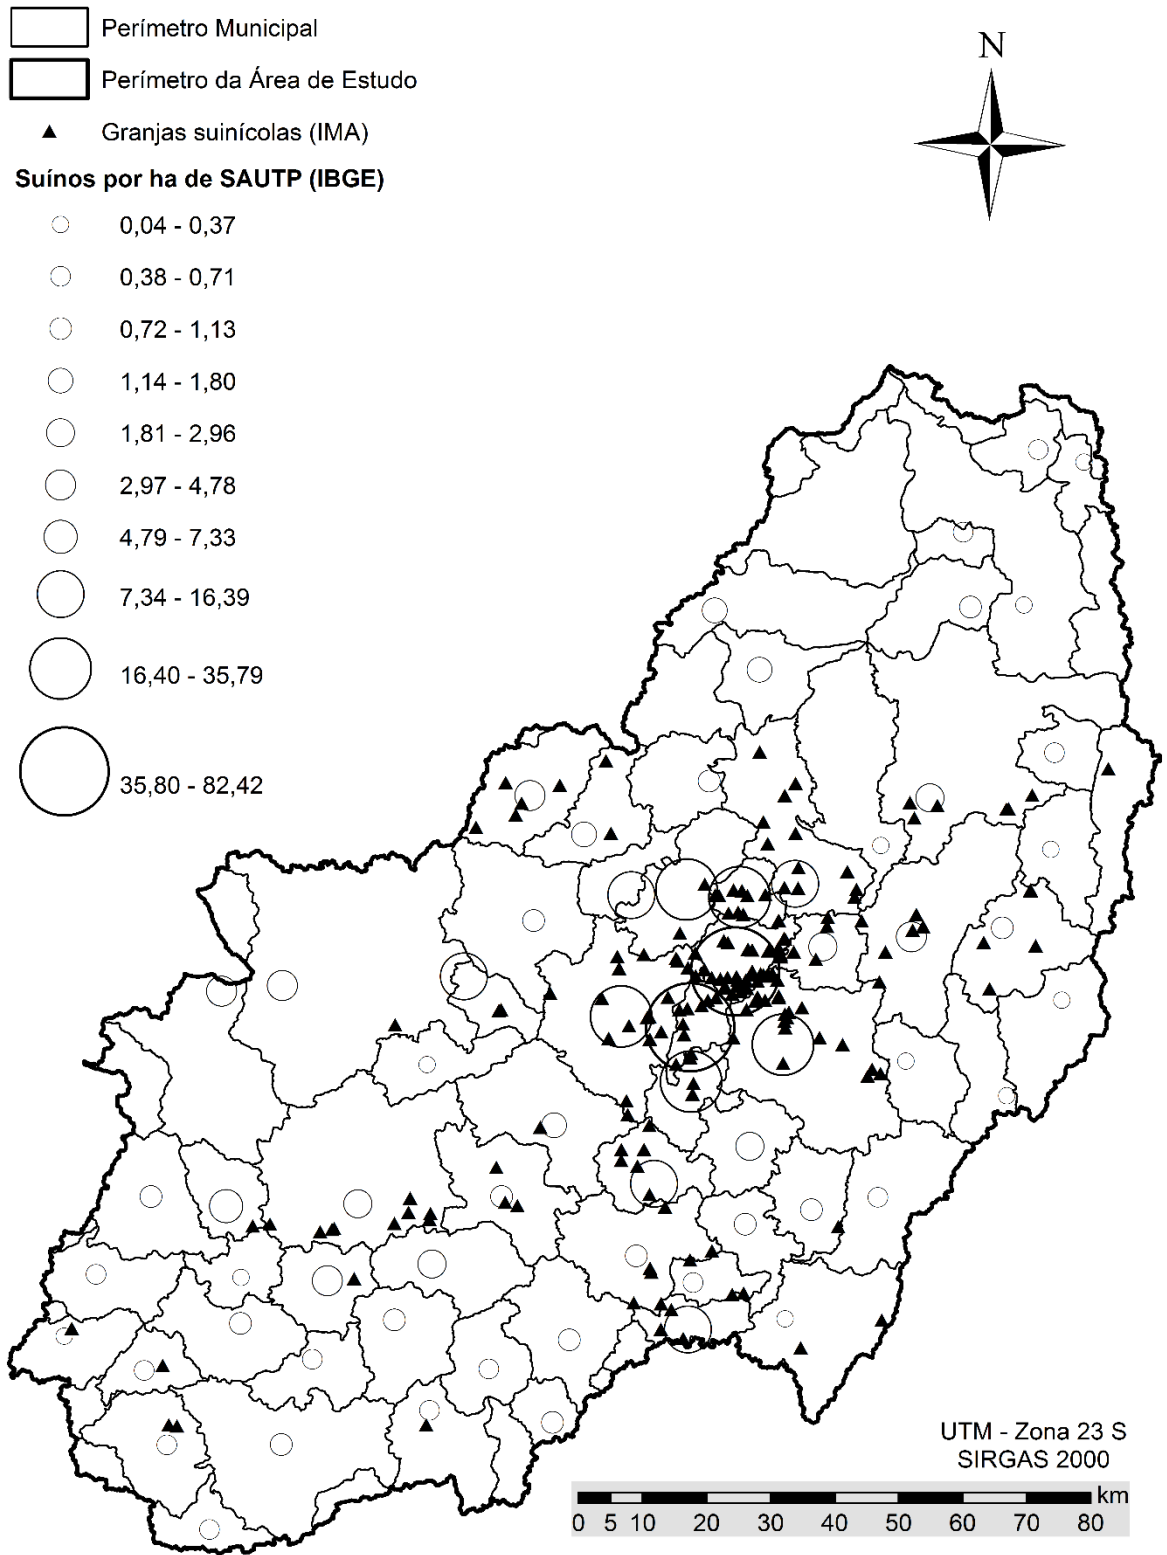 Perímetro Municipal
N
Perímetro da Área de Estudo
Granjas suinícolas (IMA)
Suínos por ha de SAUTP (IBGE)
0,04 - 0,37
0,38 - 0,71
0,72 - 1,13
1,14 - 1,80
1,81 - 2,96
2,97 - 4,78
4,79 - 7,33
7,34 - 16,39
16,40 - 35,79
35,80 - 82,42
UTM - Zona 23 S
SIRGAS 2000
km
0 5 10 20 30 40 50 60 70 80